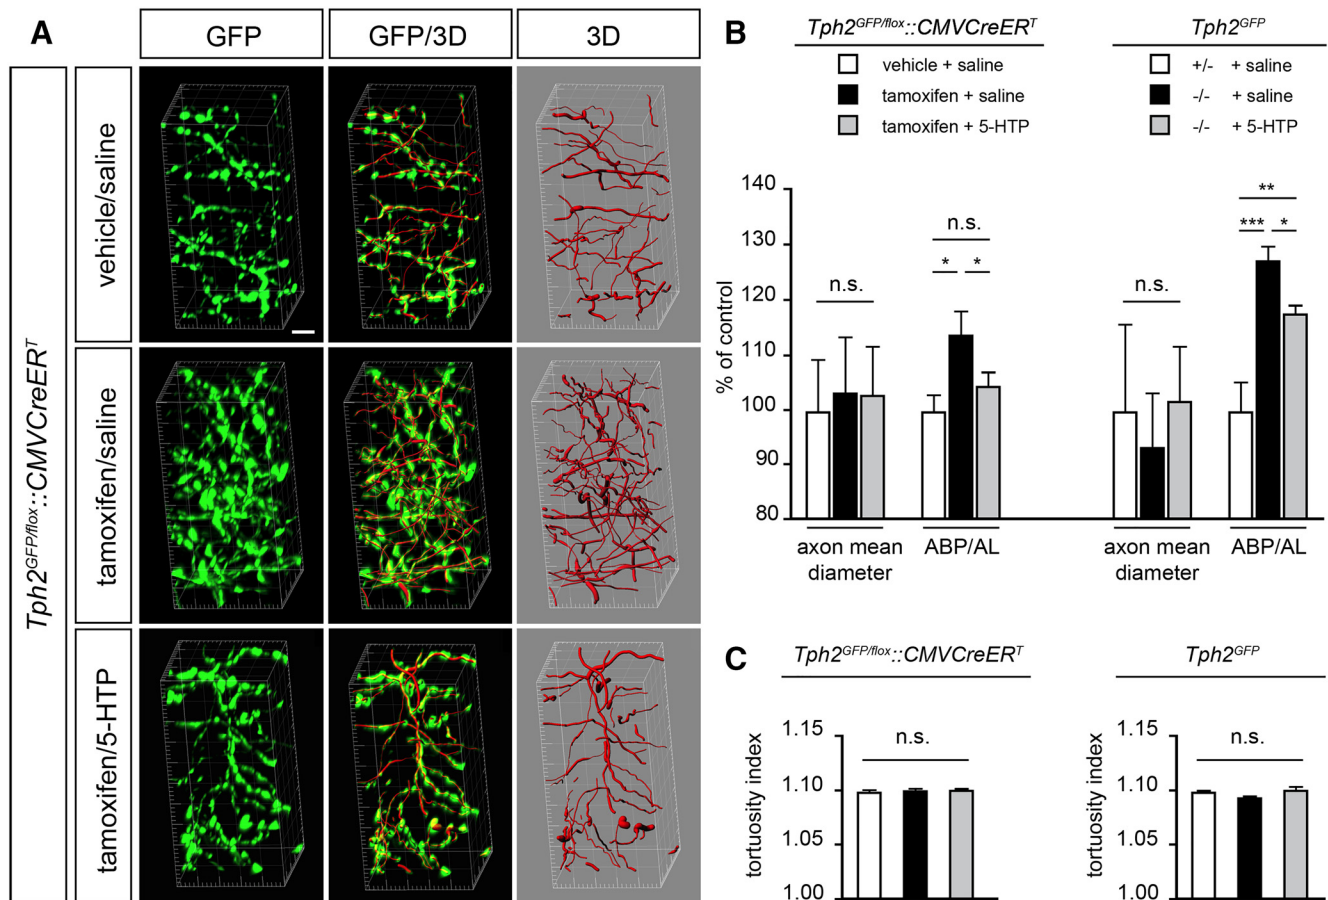 A
GFP
GFP/3D
3D
Tph2GFP/flox::CMVCreERT
vehicle/saline
tamoxifen/saline
tamoxifen/5-HTP
B
Tph2GFP/flox::CMVCreERT
vehicle + saline
tamoxifen + saline
tamoxifen + 5-HTP
Tph2GFP
+/- + saline
-/- + saline
-/- + 5-HTP
% of control
140
130
120
110
100
90
80
n.s.
n.s.
* *
n.s.
**
*** *
axon mean
diameter
ABP/AL
axon mean
diameter
ABP/AL
C
Tph2GFP/flox::CMVCreERT
tortuosity index
1.15
1.10
1.05
1.00
n.s.
Tph2GFP
tortuosity index
1.15
1.10
1.05
1.00
n.s.